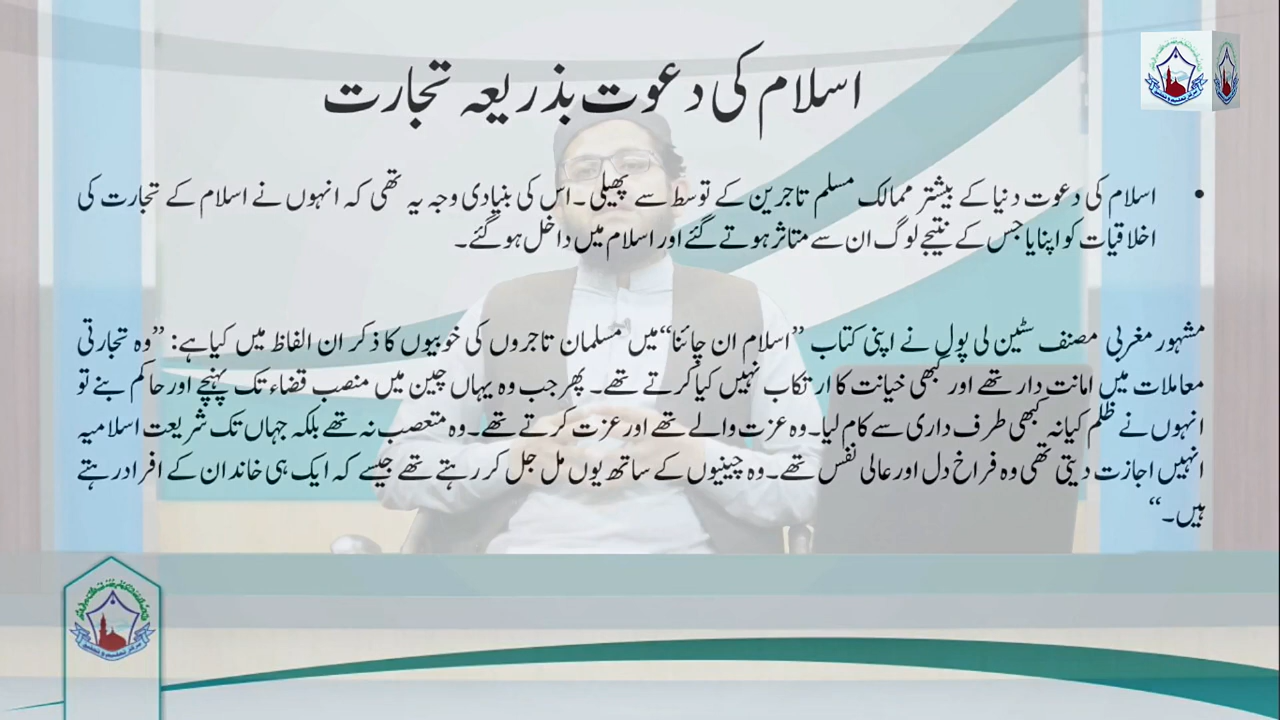 اسلام کی دعوت بذریعہ تجارت
• اسلام کی دعوت دنیا کے بیشتر ممالک مسلم تاجرین کے توسط سے پھیلی۔ اس کی بنیادی وجہ یہ تھی کہ انہوں نے اسلام کے تجارت کی
اخلاقیات کو اپنایا جس کے نتیجے لوگ ان سے متاثر ہوتے گئے اور اسلام میں داخل ہو گئے۔
مشہور مغربی مصنف سٹین لی پول نے اپنی کتاب ”اسلام ان چائنا“ میں مسلمان تاجروں کی خوبیوں کا ذکر ان الفاظ میں کیا ہے: ”وہ تجارتی
معاملات میں امانت دار تھے اور کبھی خیانت کا ارتکاب نہیں کیا کرتے تھے۔ پھر جب وہ یہاں چین میں منصب قضاء تک پہنچے اور حاکم بنے تو
انہوں نے ظلم کیا نہ کبھی طرف داری سے کام لیا۔ وہ عزت والے تھے اور عزت کرتے تھے۔ وہ متعصب نہ تھے بلکہ جہاں تک شریعت اسلامیہ
انہیں اجازت دیتی تھی وہ فراخ دل اور عالی نفس تھے۔ وہ چینیوں کے ساتھ یوں مل جل کر رہتے تھے جیسے کہ ایک ہی خاندان کے افراد رہتے
ہیں۔“